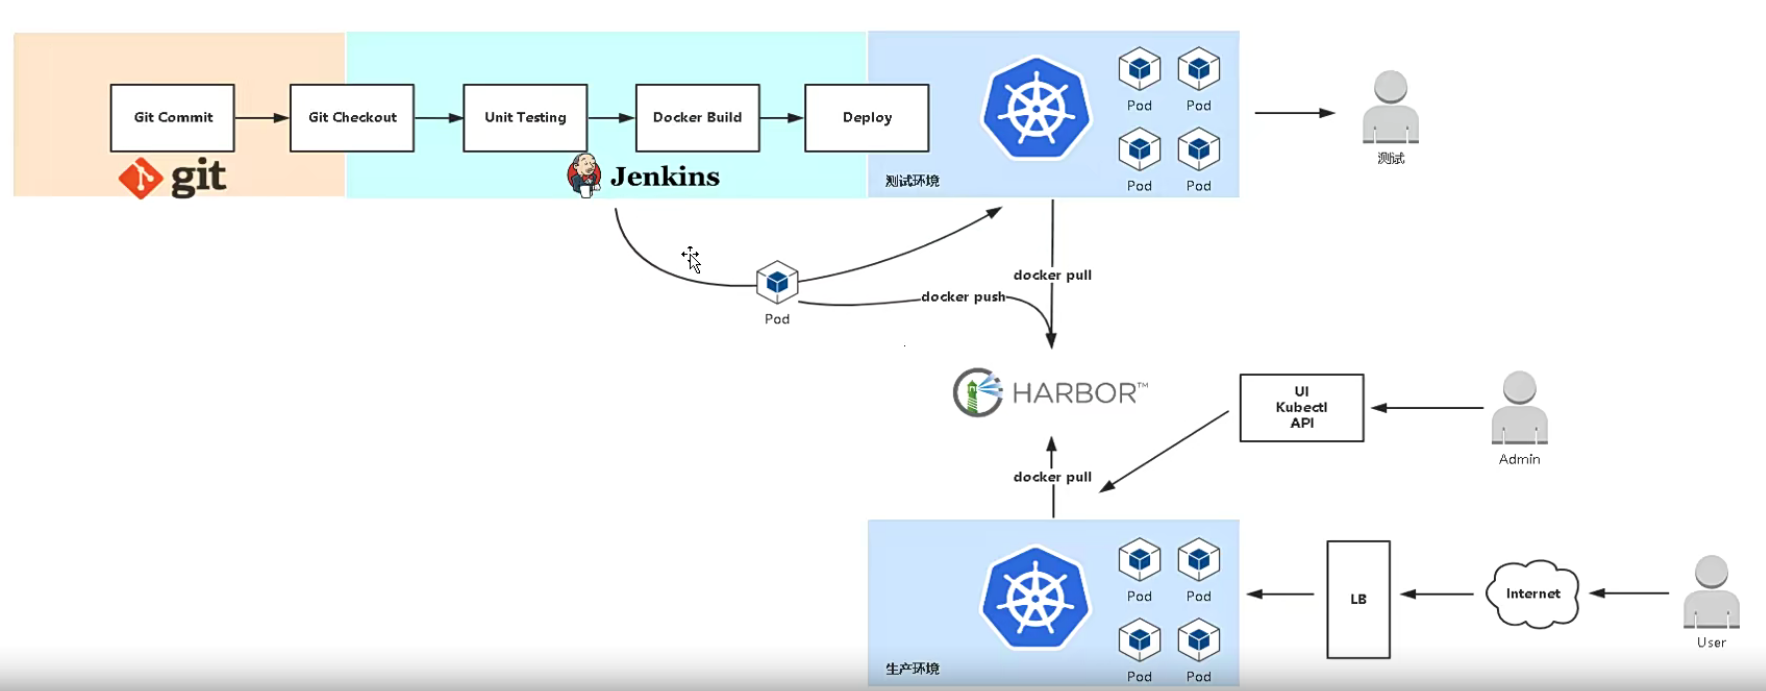 Git Commit
Git Checkout
Unit Testing
Docker Build
Deploy
git
Jenkins
测试环境
Pod
Pod
Pod
Pod
测试
docker pull
docker push
Pod
HARBOR™
UI
Kubectl
API
Admin
docker pull
Pod
Pod
LB
Internet
User
生产环境
Pod
Pod